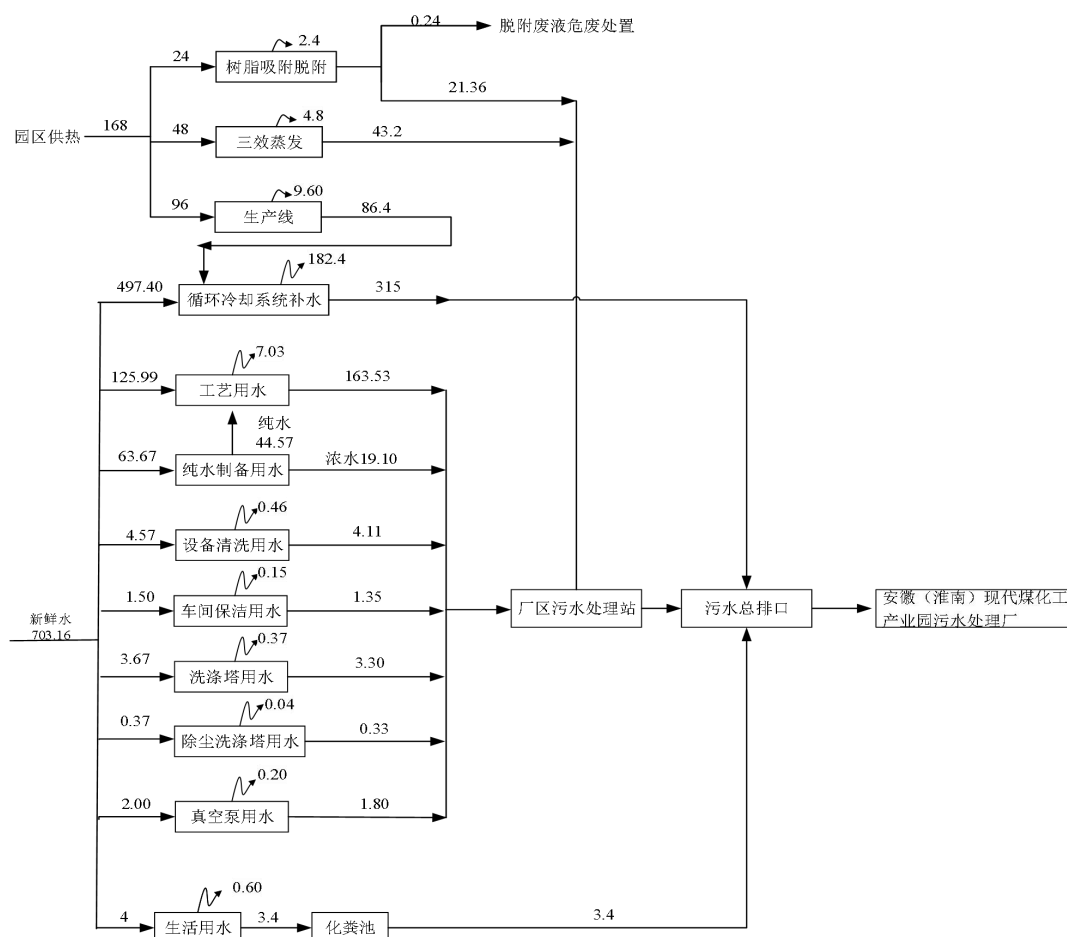 0.24
脱附废液危废处置
2.4
24
树脂吸附脱附
21.36
园区供热
168
4.8
48
三效蒸发
43.2
9.60
96
生产线
86.4
182.4
497.40
循环冷却系统补水
315
7.03
125.99
工艺用水
163.53
纯水
44.57
63.67
纯水制备用水
浓水19.10
0.46
4.57
设备清洗用水
4.11
0.15
1.50
车间保洁用水
1.35
厂区污水处理站
污水总排口
安徽（淮南）现代煤化工
产业园污水处理厂
新鲜水
703.16
0.37
3.67
洗涤塔用水
3.30
0.04
0.37
除尘洗涤塔用水
0.33
0.20
2.00
真空泵用水
1.80
0.60
4
生活用水
3.4
化粪池
3.4